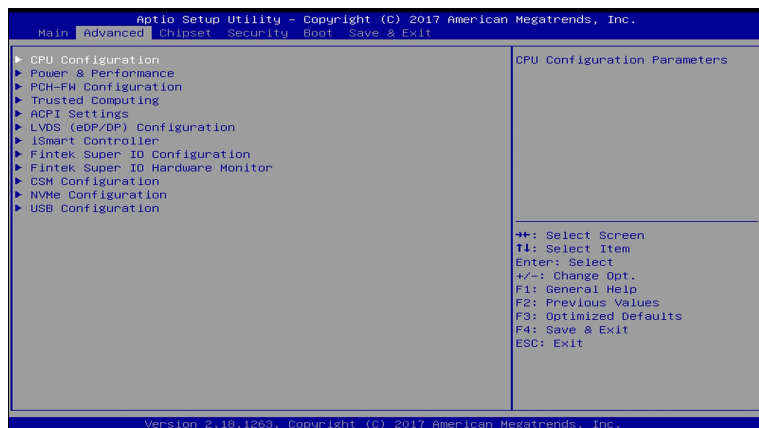 Aptio Setup Utility – Copyright (C) 2017 American Megatrends, Inc.
Main Advanced Chipset Security Boot Save & Exit
► CPU Configuration
► Power & Performance
► PCH-FW Configuration
► Trusted Computing
► ACPI Settings
► LVDS (eDP/DP) Configuration
► iSmart Controller
► Fintek Super IO Configuration
► Fintek Super IO Hardware Monitor
► CSM Configuration
► NVMe Configuration
► USB Configuration
CPU Configuration Parameters
→←: Select Screen
↑↓: Select Item
Enter: Select
+/-: Change Opt.
F1: General Help
F2: Previous Values
F3: Optimized Defaults
F4: Save & Exit
ESC: Exit
Version 2.18.1263. Copyright (C) 2017 American Megatrends, Inc.